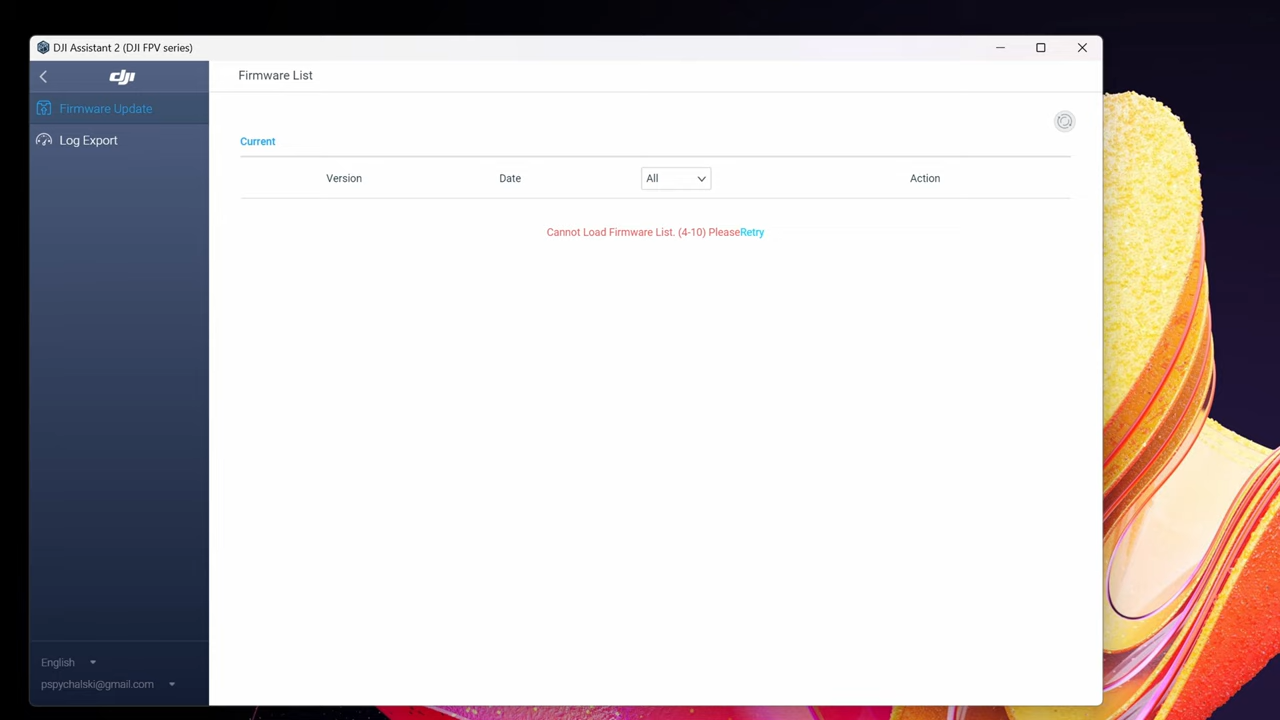 DJI Assistant 2 (DJI FPV series)
dji
Firmware List
Firmware Update
Log Export
Current
Version Date All Action
Cannot Load Firmware List. (4-10) PleaseRetry
English
pspychalski@gmail.com